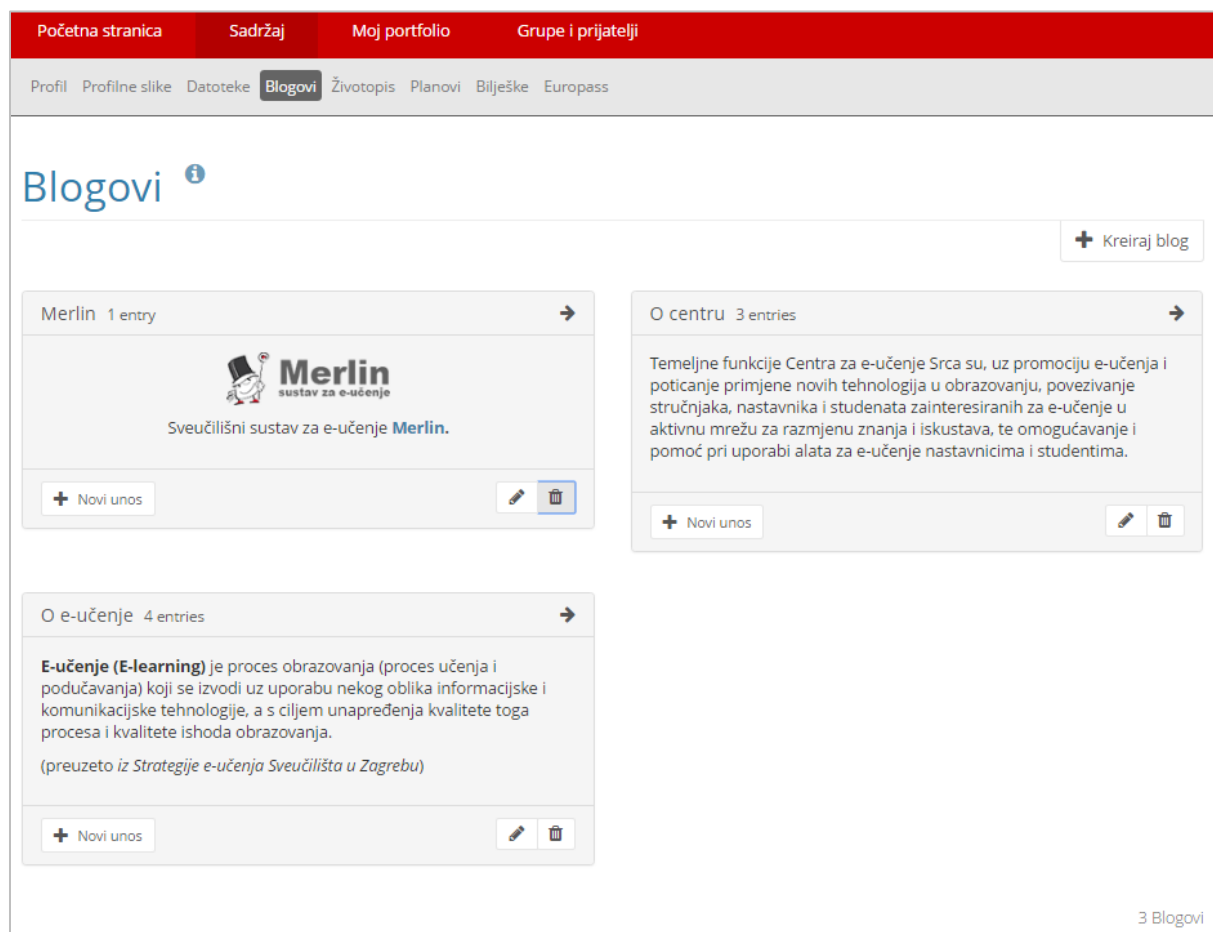 Početna stranica Sadržaj Moj portfolio Grupe i prijatelji
Profil Profilne slike Datoteke Blogovi Životopis Planovi Bilješke Europass
Blogovi
Kreiraj blog
Merlin 1 entry
Merlin
sustav za e-učenje
Sveučilišni sustav za e-učenje Merlin.
Novi unos
O centru 3 entries
Temeljne funkcije Centra za e-učenje Srca su, uz promociju e-učenja i
poticanje primjene novih tehnologija u obrazovanju, povezivanje
stručnjaka, nastavnika i studenata zainteresiranih za e-učenje u
aktivnu mrežu za razmjenu znanja i iskustava, te omogućavanje i
pomoć pri uporabi alata za e-učenje nastavnicima i studentima.
Novi unos
O e-učenje 4 entries
E-učenje (E-learning) je proces obrazovanja (proces učenja i
podučavanja) koji se izvodi uz uporabu nekog oblika informacijske i
komunikacijske tehnologije, a s ciljem unapređenja kvalitete toga
procesa i kvalitete ishoda obrazovanja.
(preuzeto iz Strategije e-učenja Sveučilišta u Zagrebu)
Novi unos
3 Blogovi